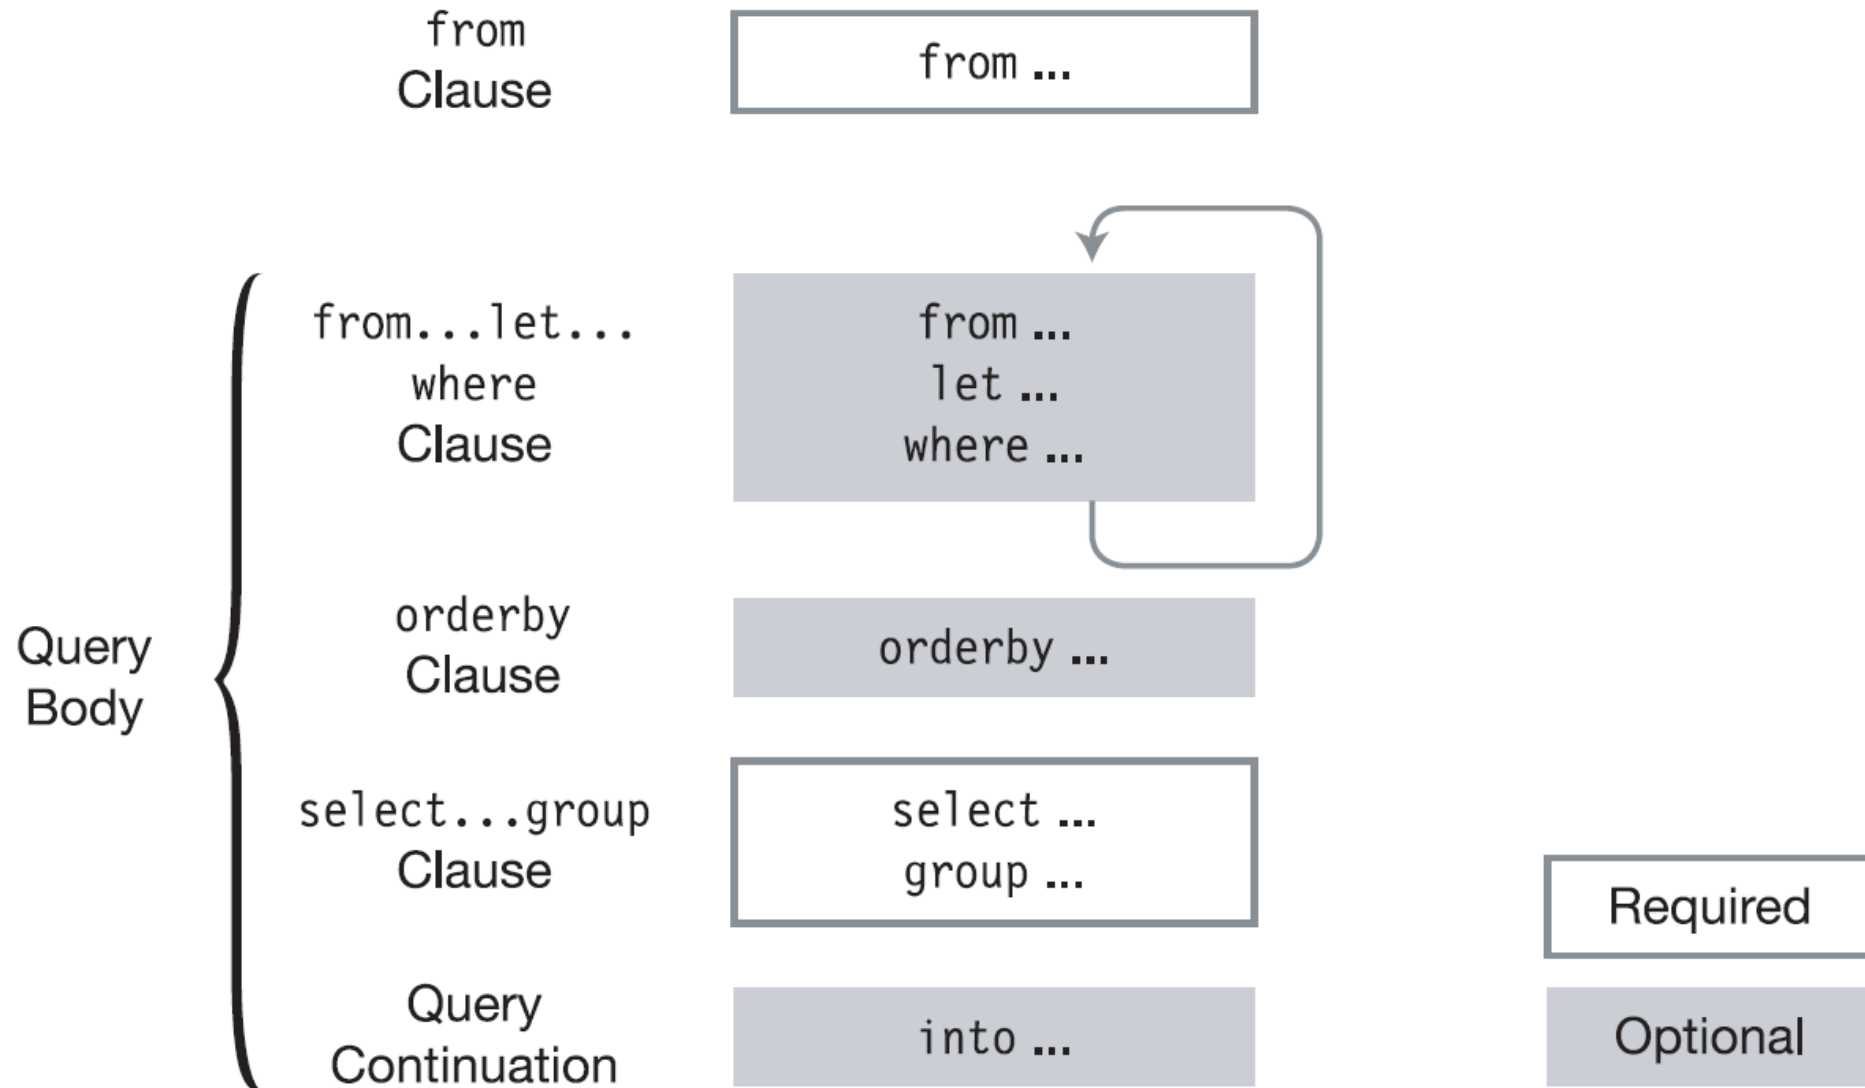 from
Clause
from ...
from...let...
where
Clause
from ...
let ...
where ...
orderby
Clause
orderby ...
Query
Body
select...group
Clause
select ...
group ...
Required
Query
Continuation
into ...
Optional